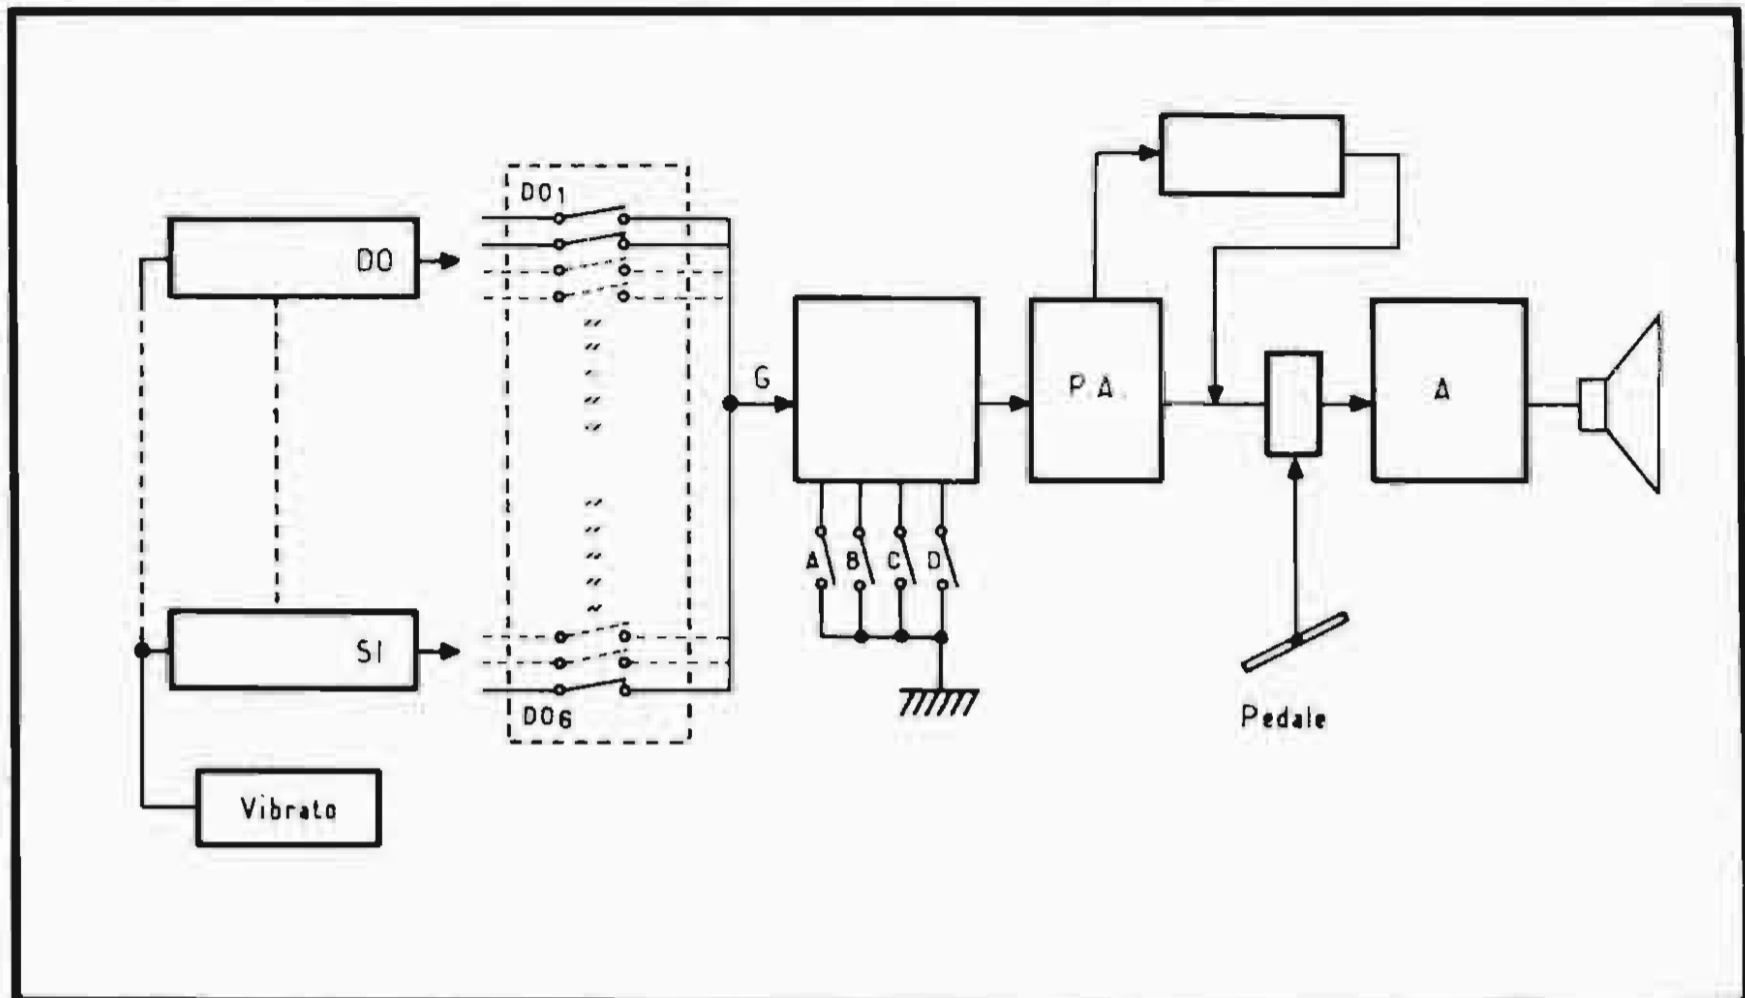 DO1
DO
G
P.A.
A
A B C D
SI
DO6
Pedale
Vibrato